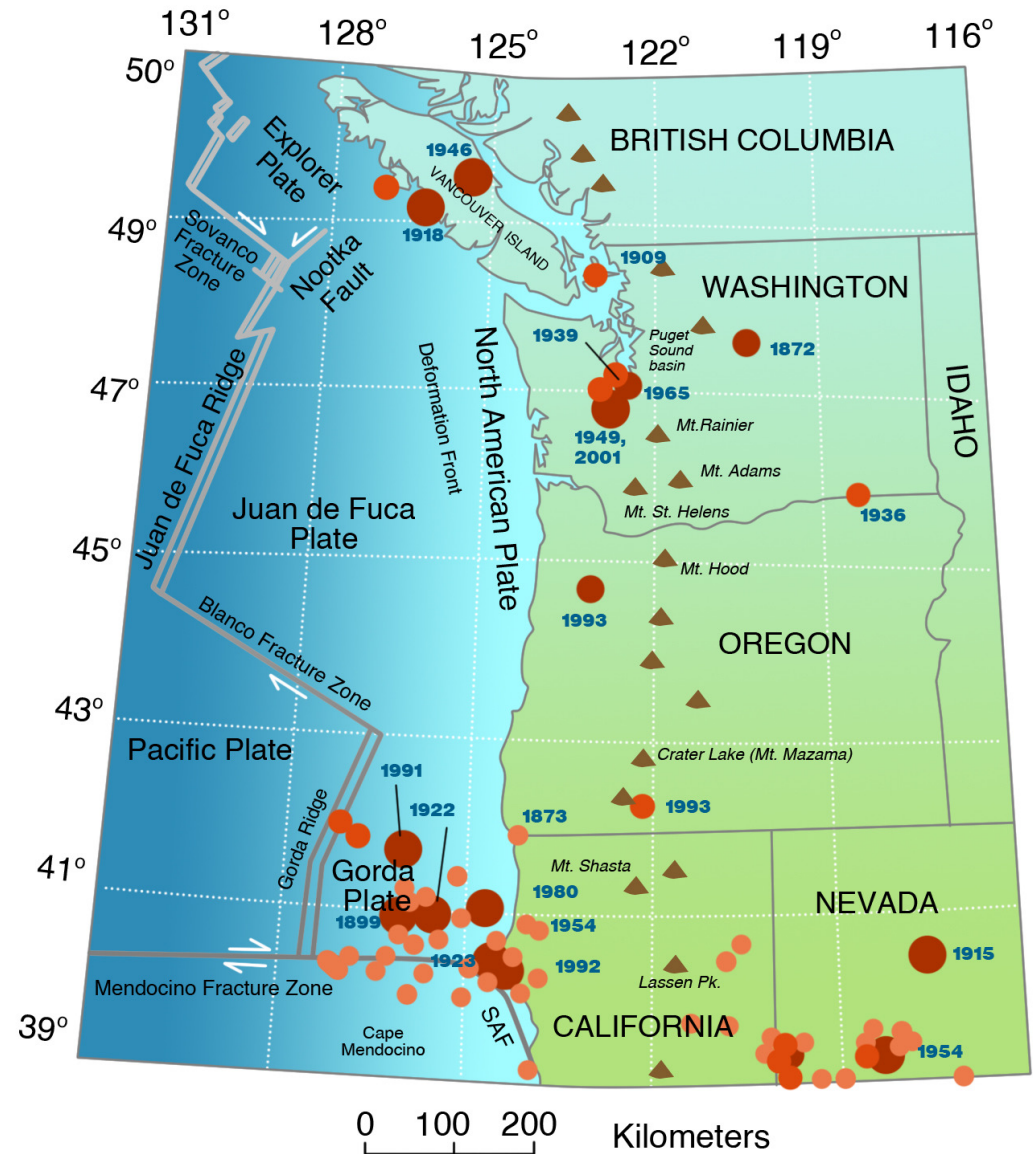 131° 128° 125° 122° 119° 116°
50°
BRITISH COLUMBIA
Explorer
Plate
1946
VANCOUVER ISLAND
49°
1918
Sovanco
Fracture
Zone
Nootka
Fault
1909
WASHINGTON
1939
Puget
Sound
basin
1872
47°
Deformation Front
North American Plate
1965
IDAHO
Mt.Rainier
1949,
2001
Mt. Adams
Juan de Fuca Ridge
Juan de Fuca
Plate
Mt. St. Helens
1936
45°
Mt. Hood
1993
Blanco Fracture Zone
OREGON
43°
Pacific Plate
Crater Lake (Mt. Mazama)
1991
1922
1993
1873
Gorda Ridge
41°
Mt. Shasta
Gorda
Plate
1980
NEVADA
1899
1954
1923
1992
1915
Mendocino Fracture Zone
Lassen Pk.
39°
SAF
CALIFORNIA
Cape
Mendocino
1954
0 100 200 Kilometers